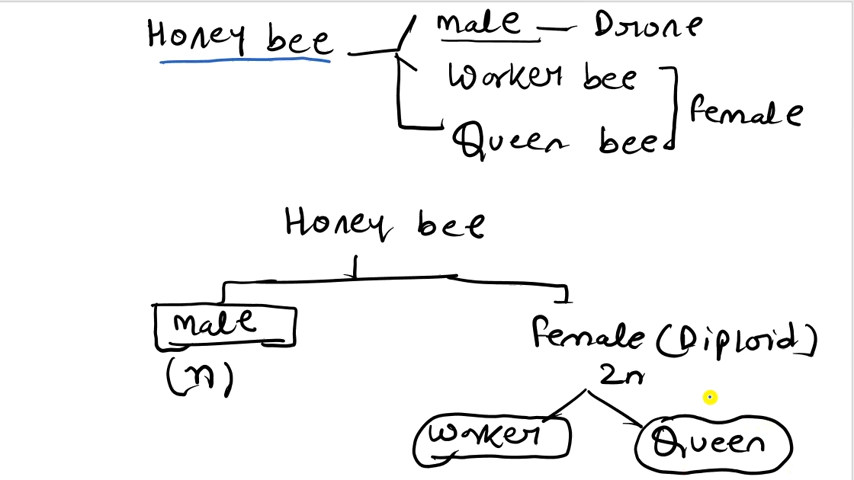 Honey bee male — Drone
Worker bee
Queen bee
female
Honey bee
male
(n)
female (Diploid)
2n
Worker
Queen